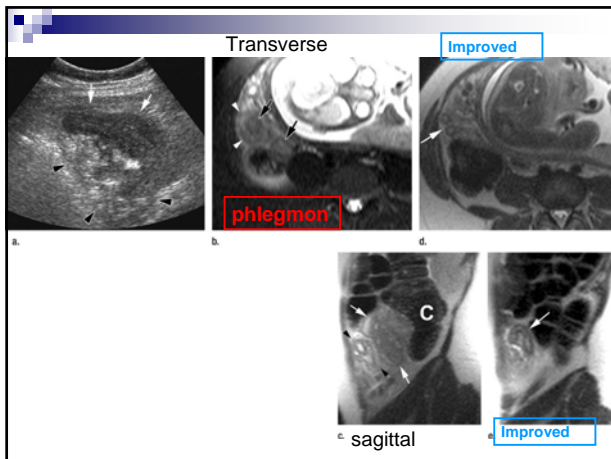 Transverse
Improved
phlegmon
a.
b.
d.
C
c.
sagittal
e.
Improved